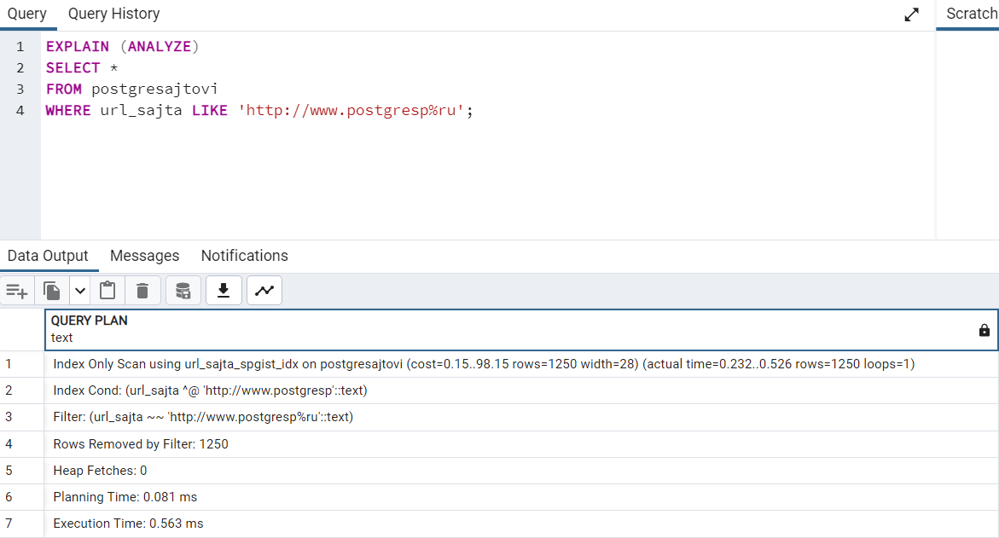 Query Query History Scratch
1 EXPLAIN (ANALYZE)
2 SELECT *
3 FROM postgresajtovi
4 WHERE url_sajta LIKE 'http://www.postgresp%ru';
Data Output Messages Notifications
QUERY PLAN
text
1 Index Only Scan using url_sajta_spgist_idx on postgresajtovi (cost=0.15..98.15 rows=1250 width=28) (actual time=0.232..0.526 rows=1250 loops=1)
2 Index Cond: (url_sajta ^@ 'http://www.postgresp'::text)
3 Filter: (url_sajta ~~ 'http://www.postgresp%ru'::text)
4 Rows Removed by Filter: 1250
5 Heap Fetches: 0
6 Planning Time: 0.081 ms
7 Execution Time: 0.563 ms